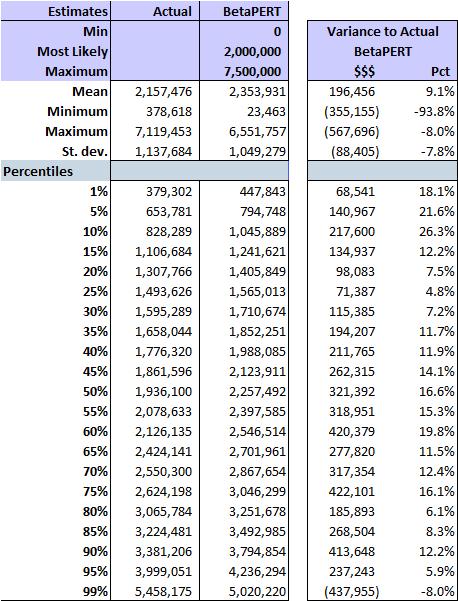 Estimates Actual BetaPERT
Min 0 Variance to Actual
Most Likely 2,000,000 BetaPERT
Maximum 7,500,000 $$$ Pct
Mean 2,157,476 2,353,931 196,456 9.1%
Minimum 378,618 23,463 (355,155) -93.8%
Maximum 7,119,453 6,551,757 (567,696) -8.0%
St. dev. 1,137,684 1,049,279 (88,405) -7.8%
Percentiles
1% 379,302 447,843 68,541 18.1%
5% 653,781 794,748 140,967 21.6%
10% 828,289 1,045,889 217,600 26.3%
15% 1,106,684 1,241,621 134,937 12.2%
20% 1,307,766 1,405,849 98,083 7.5%
25% 1,493,626 1,565,013 71,387 4.8%
30% 1,595,289 1,710,674 115,385 7.2%
35% 1,658,044 1,852,251 194,207 11.7%
40% 1,776,320 1,988,085 211,765 11.9%
45% 1,861,596 2,123,911 262,315 14.1%
50% 1,936,100 2,257,492 321,392 16.6%
55% 2,078,633 2,397,585 318,951 15.3%
60% 2,126,135 2,546,514 420,379 19.8%
65% 2,424,141 2,701,961 277,820 11.5%
70% 2,550,300 2,867,654 317,354 12.4%
75% 2,624,198 3,046,299 422,101 16.1%
80% 3,065,784 3,251,678 185,893 6.1%
85% 3,224,481 3,492,985 268,504 8.3%
90% 3,381,206 3,794,854 413,648 12.2%
95% 3,999,051 4,236,294 237,243 5.9%
99% 5,458,175 5,020,220 (437,955) -8.0%